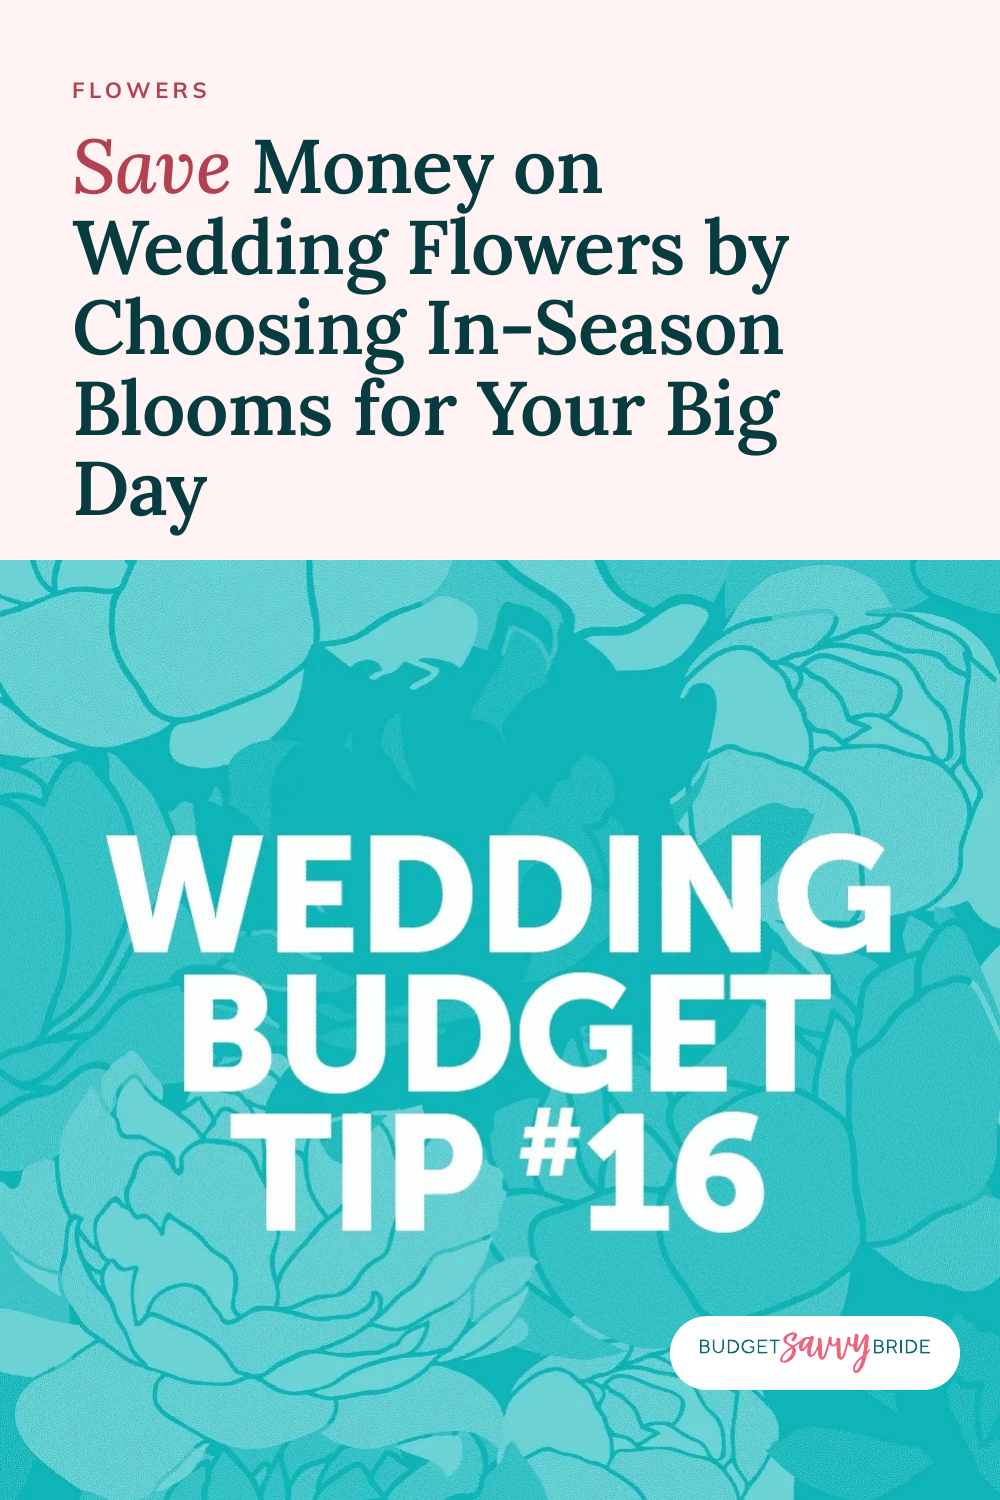 FLOWERS
Save Money on
Wedding Flowers by
Choosing In-Season
Blooms for Your Big
Day
WEDDING
BUDGET
TIP #16
BUDGET savvy BRIDE